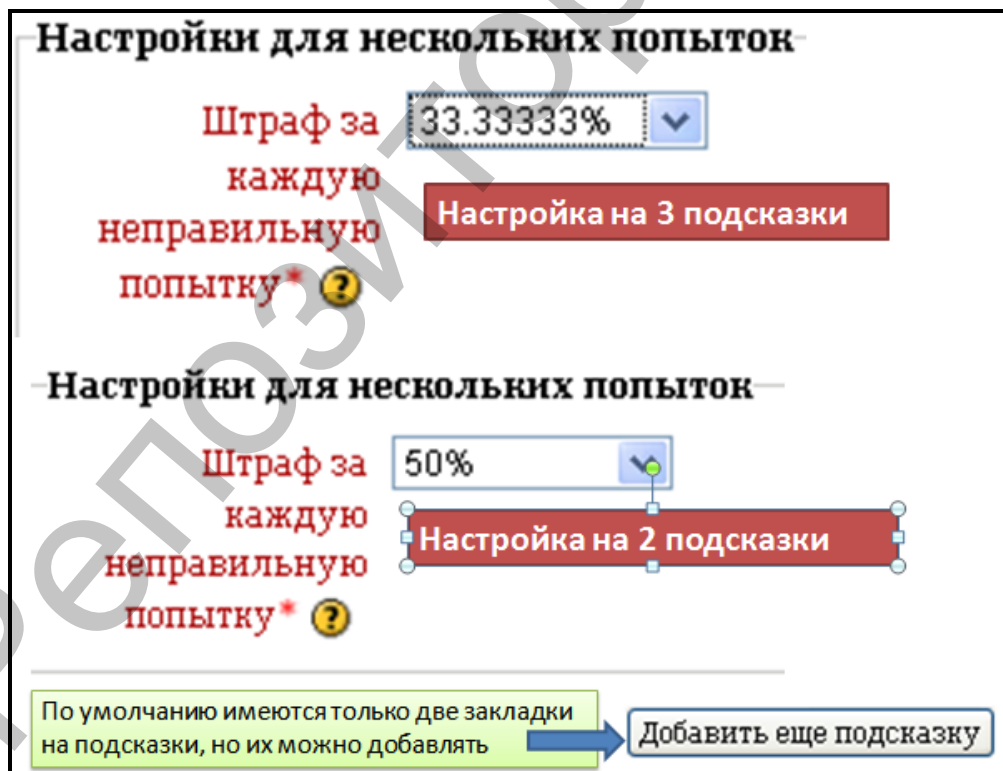 Настройки для нескольких попыток
Штраф за 33.33333%
каждую
неправильную
попытку* ?
Настройка на 3 подсказки
Настройки для нескольких попыток
Штраф за 50%
каждую
неправильную
попытку* ?
Настройка на 2 подсказки
По умолчанию имеются только две закладки
на подсказки, но их можно добавлять
Добавить еще подсказку
Репозитор